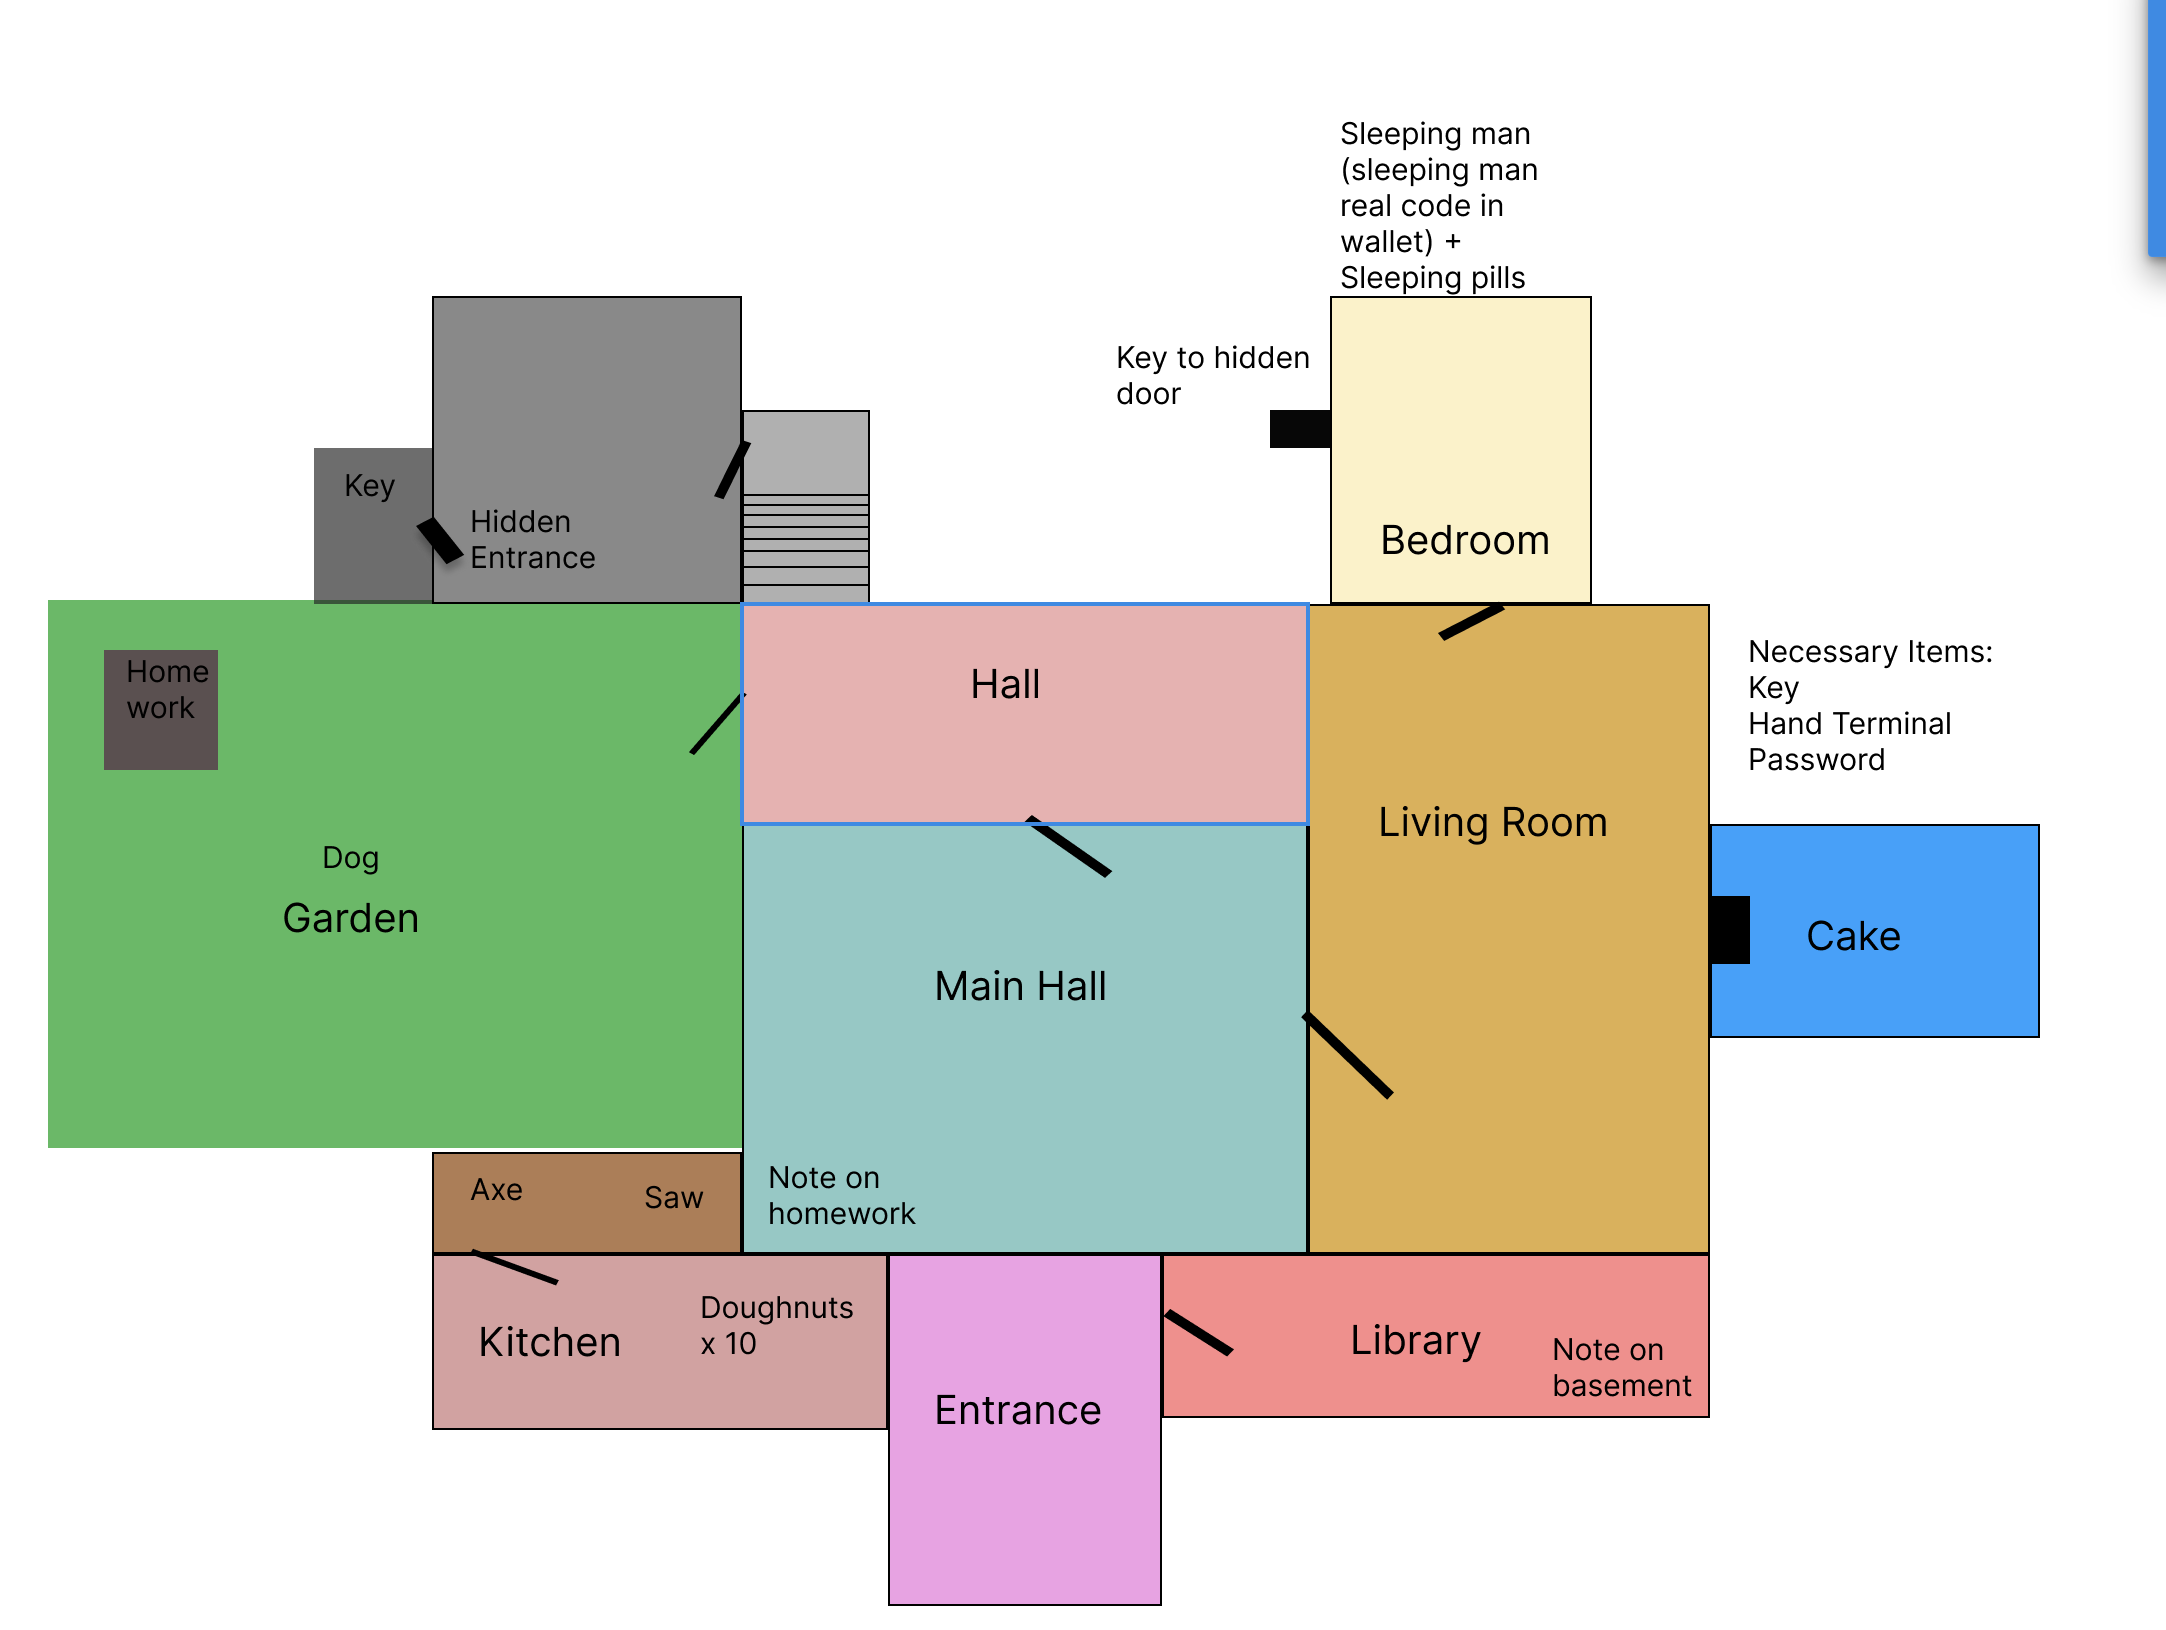 Sleeping man
(sleeping man
real code in
wallet) +
Sleeping pills
Key to hidden
door
Key
Hidden
Entrance
Bedroom
Home
work
Hall
Necessary Items:
Key
Hand Terminal
Password
Living Room
Dog
Garden
Cake
Main Hall
Axe
Saw
Note on
homework
Kitchen
Doughnuts
x 10
Entrance
Library
Note on
basement